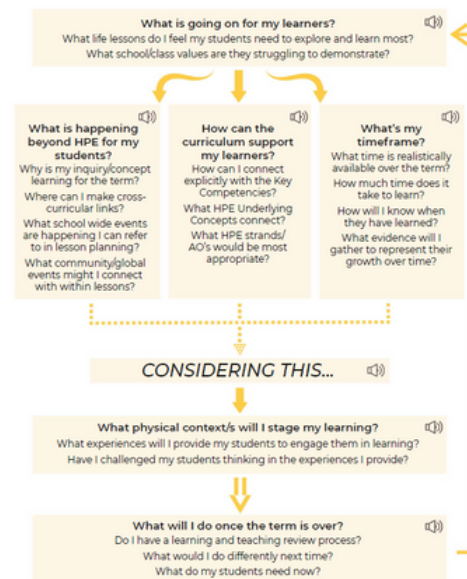 What is going on for my learners?
What life lessons do I feel my students need to explore and learn most?
What school/class values are they struggling to demonstrate?
What is happening
beyond HPE for my
students?
Why is my inquiry/concept
learning for the term?
Where can I make cross-
curricular links?
What school wide events
are happening I can refer
to in lesson planning?
What community/global
events might I connect
with within lessons?
How can the
curriculum support
my learners?
How can I connect
explicitly with the Key
Competencies?
What HPE Underlying
Concepts connect?
What HPE strands/
AO's would be most
appropriate?
What's my
timeframe?
What time is realistically
available over the term?
How much time does it
take to learn?
How will I know when
they have learned?
What evidence will I
gather to represent their
growth over time?
CONSIDERING THIS...
What physical context/s will I stage my learning?
What experiences will I provide my students to engage them in learning?
Have I challenged my students thinking in the experiences I provide?
What will I do once the term is over?
Do I have a learning and teaching review process?
What would I do differently next time?
What do my students need now?